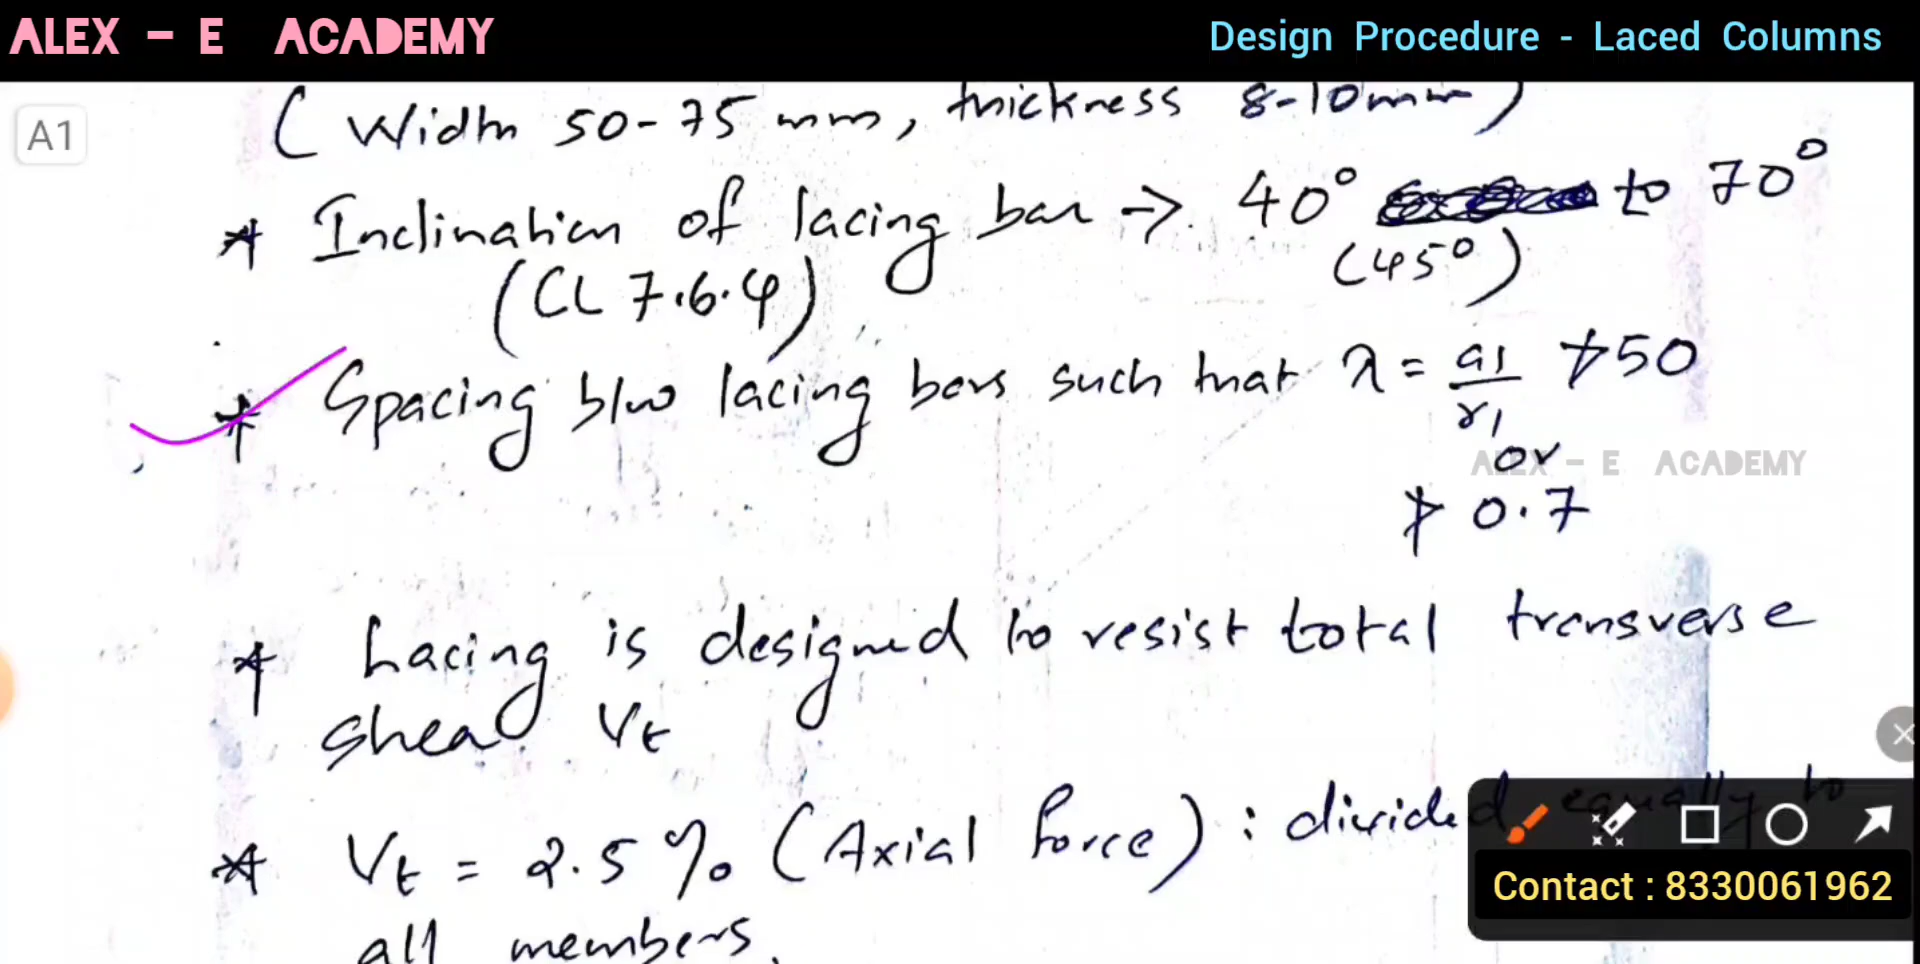 ALEX - E ACADEMY
Design Procedure - Laced Columns
A1
( Width 50-75 mm, thickness 8-10mm )
* Inclination of lacing bar → 40° to 70°
(CL 7.6.4) (45°)
* Spacing b/w lacing bars such that λ = a1/r1 ≯50
or
ALEX - E ACADEMY
≯ 0.7
* Lacing is designed to resist total transverse
shear Vt
* Vt = 2.5 % (Axial force) : divided equally to
Contact : 8330061962
all members.